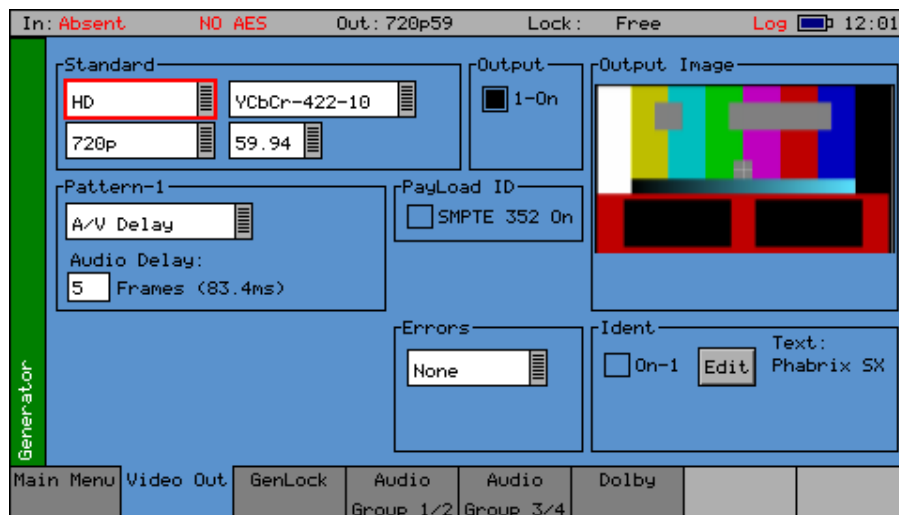 In: Absent NO AES Out: 720p59 Lock: Free Log 12:01
Standard
HD YCbCr-422-10
720p 59.94
Output
1-On
Output Image
Pattern-1
A/V Delay
Audio Delay:
5 Frames (83.4ms)
PayLoad ID
SMPTE 352 On
Errors
None
Ident
On-1 Edit
Text:
Phabrix SX
Generator
Main Menu Video Out GenLock Audio Group 1/2 Audio Group 3/4 Dolby